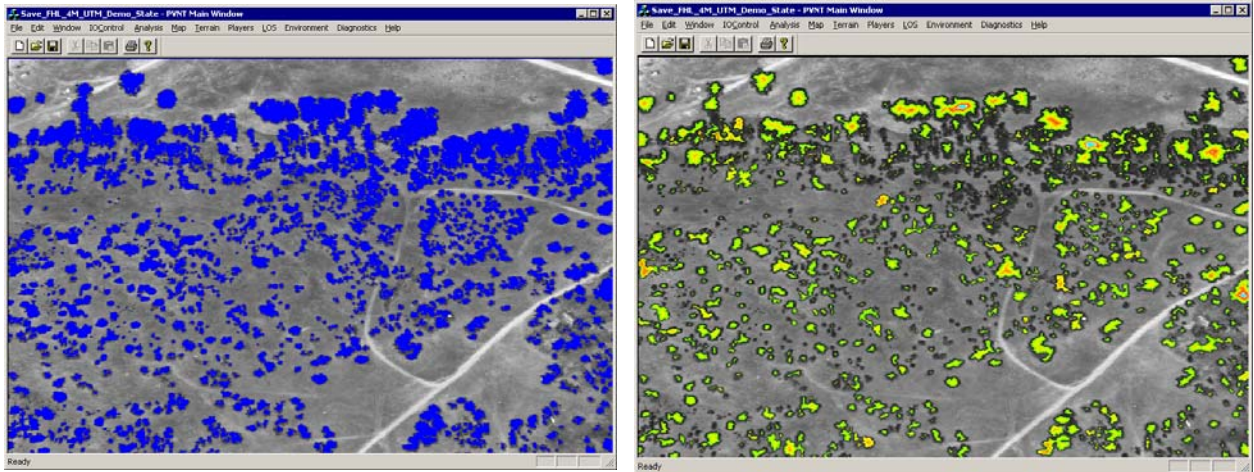 Save_FHL_4M_UTM_Demo_State - PVNT Main Window
File Edit Window IOControl Analysis Map Terrain Players LOS Environment Diagnostics Help
Ready
Save_FHL_4M_UTM_Demo_State - PVNT Main Window
File Edit Window IOControl Analysis Map Terrain Players LOS Environment Diagnostics Help
Ready